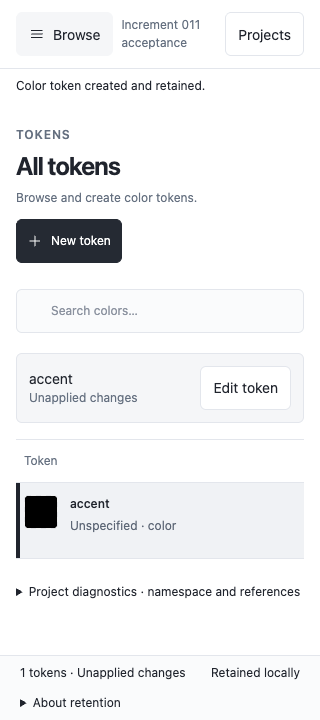 Browse
Increment 011
acceptance
Projects
Color token created and retained.
TOKENS
All tokens
Browse and create color tokens.
New token
Search colors...
accent
Unapplied changes
Edit token
Token
accent
Unspecified · color
Project diagnostics · namespace and references
1 tokens · Unapplied changes
Retained locally
About retention